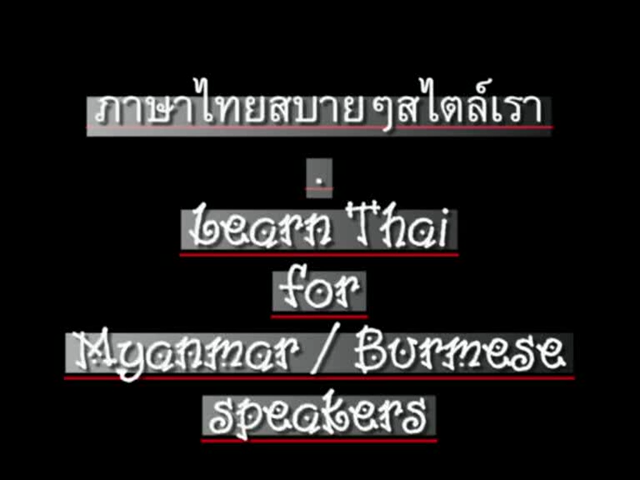 ภาษาไทยสบายๆสไตล์เรา
.
Learn Thai
for
Myanmar / Burmese
speakers